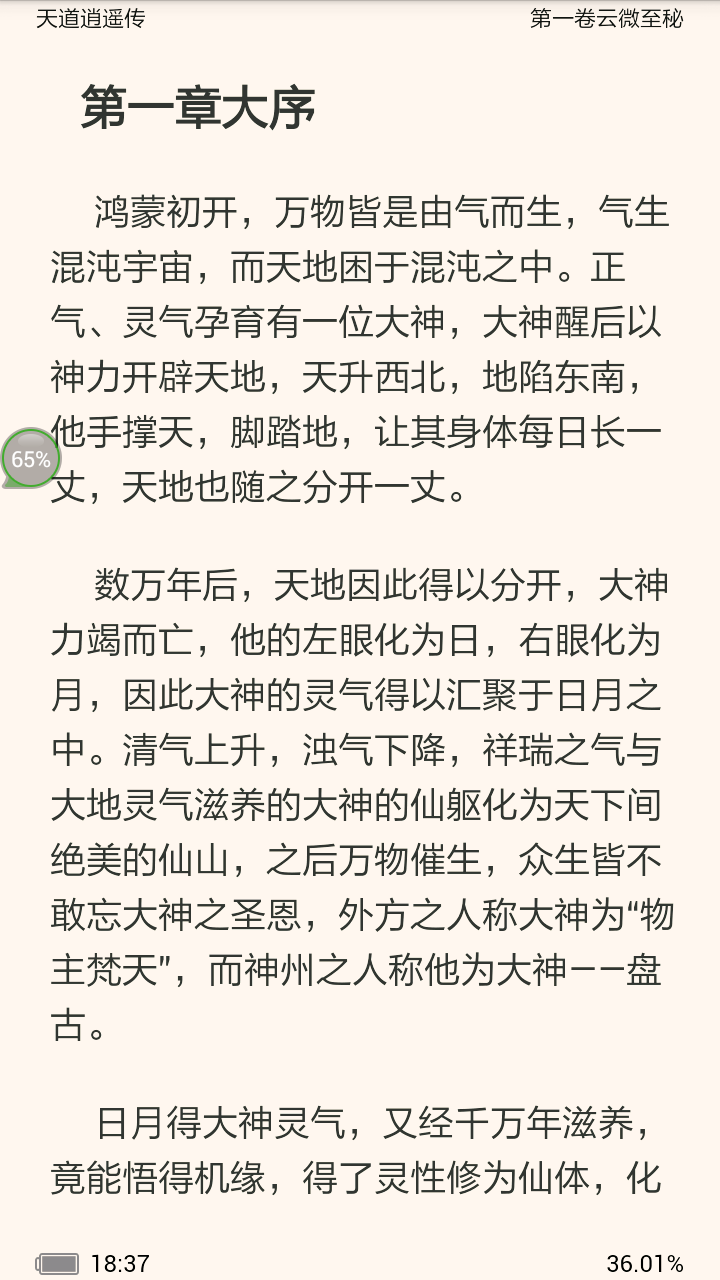 天道逍遥传
第一卷云微至秘
第一章大序
鸿蒙初开，万物皆是由气而生，气生
混沌宇宙，而天地困于混沌之中。正
气、灵气孕育有一位大神，大神醒后以
神力开辟天地，天升西北，地陷东南，
他手撑天，脚踏地，让其身体每日长一
65%
丈，天地也随之分开一丈。
数万年后，天地因此得以分开，大神
力竭而亡，他的左眼化为日，右眼化为
月，因此大神的灵气得以汇聚于日月之
中。清气上升，浊气下降，祥瑞之气与
大地灵气滋养的大神的仙躯化为天下间
绝美的仙山，之后万物催生，众生皆不
敢忘大神之圣恩，外方之人称大神为“物
主梵天”，而神州之人称他为大神——盘
古。
日月得大神灵气，又经千万年滋养，
竟能悟得机缘，得了灵性修为仙体，化
18:37
36.01%